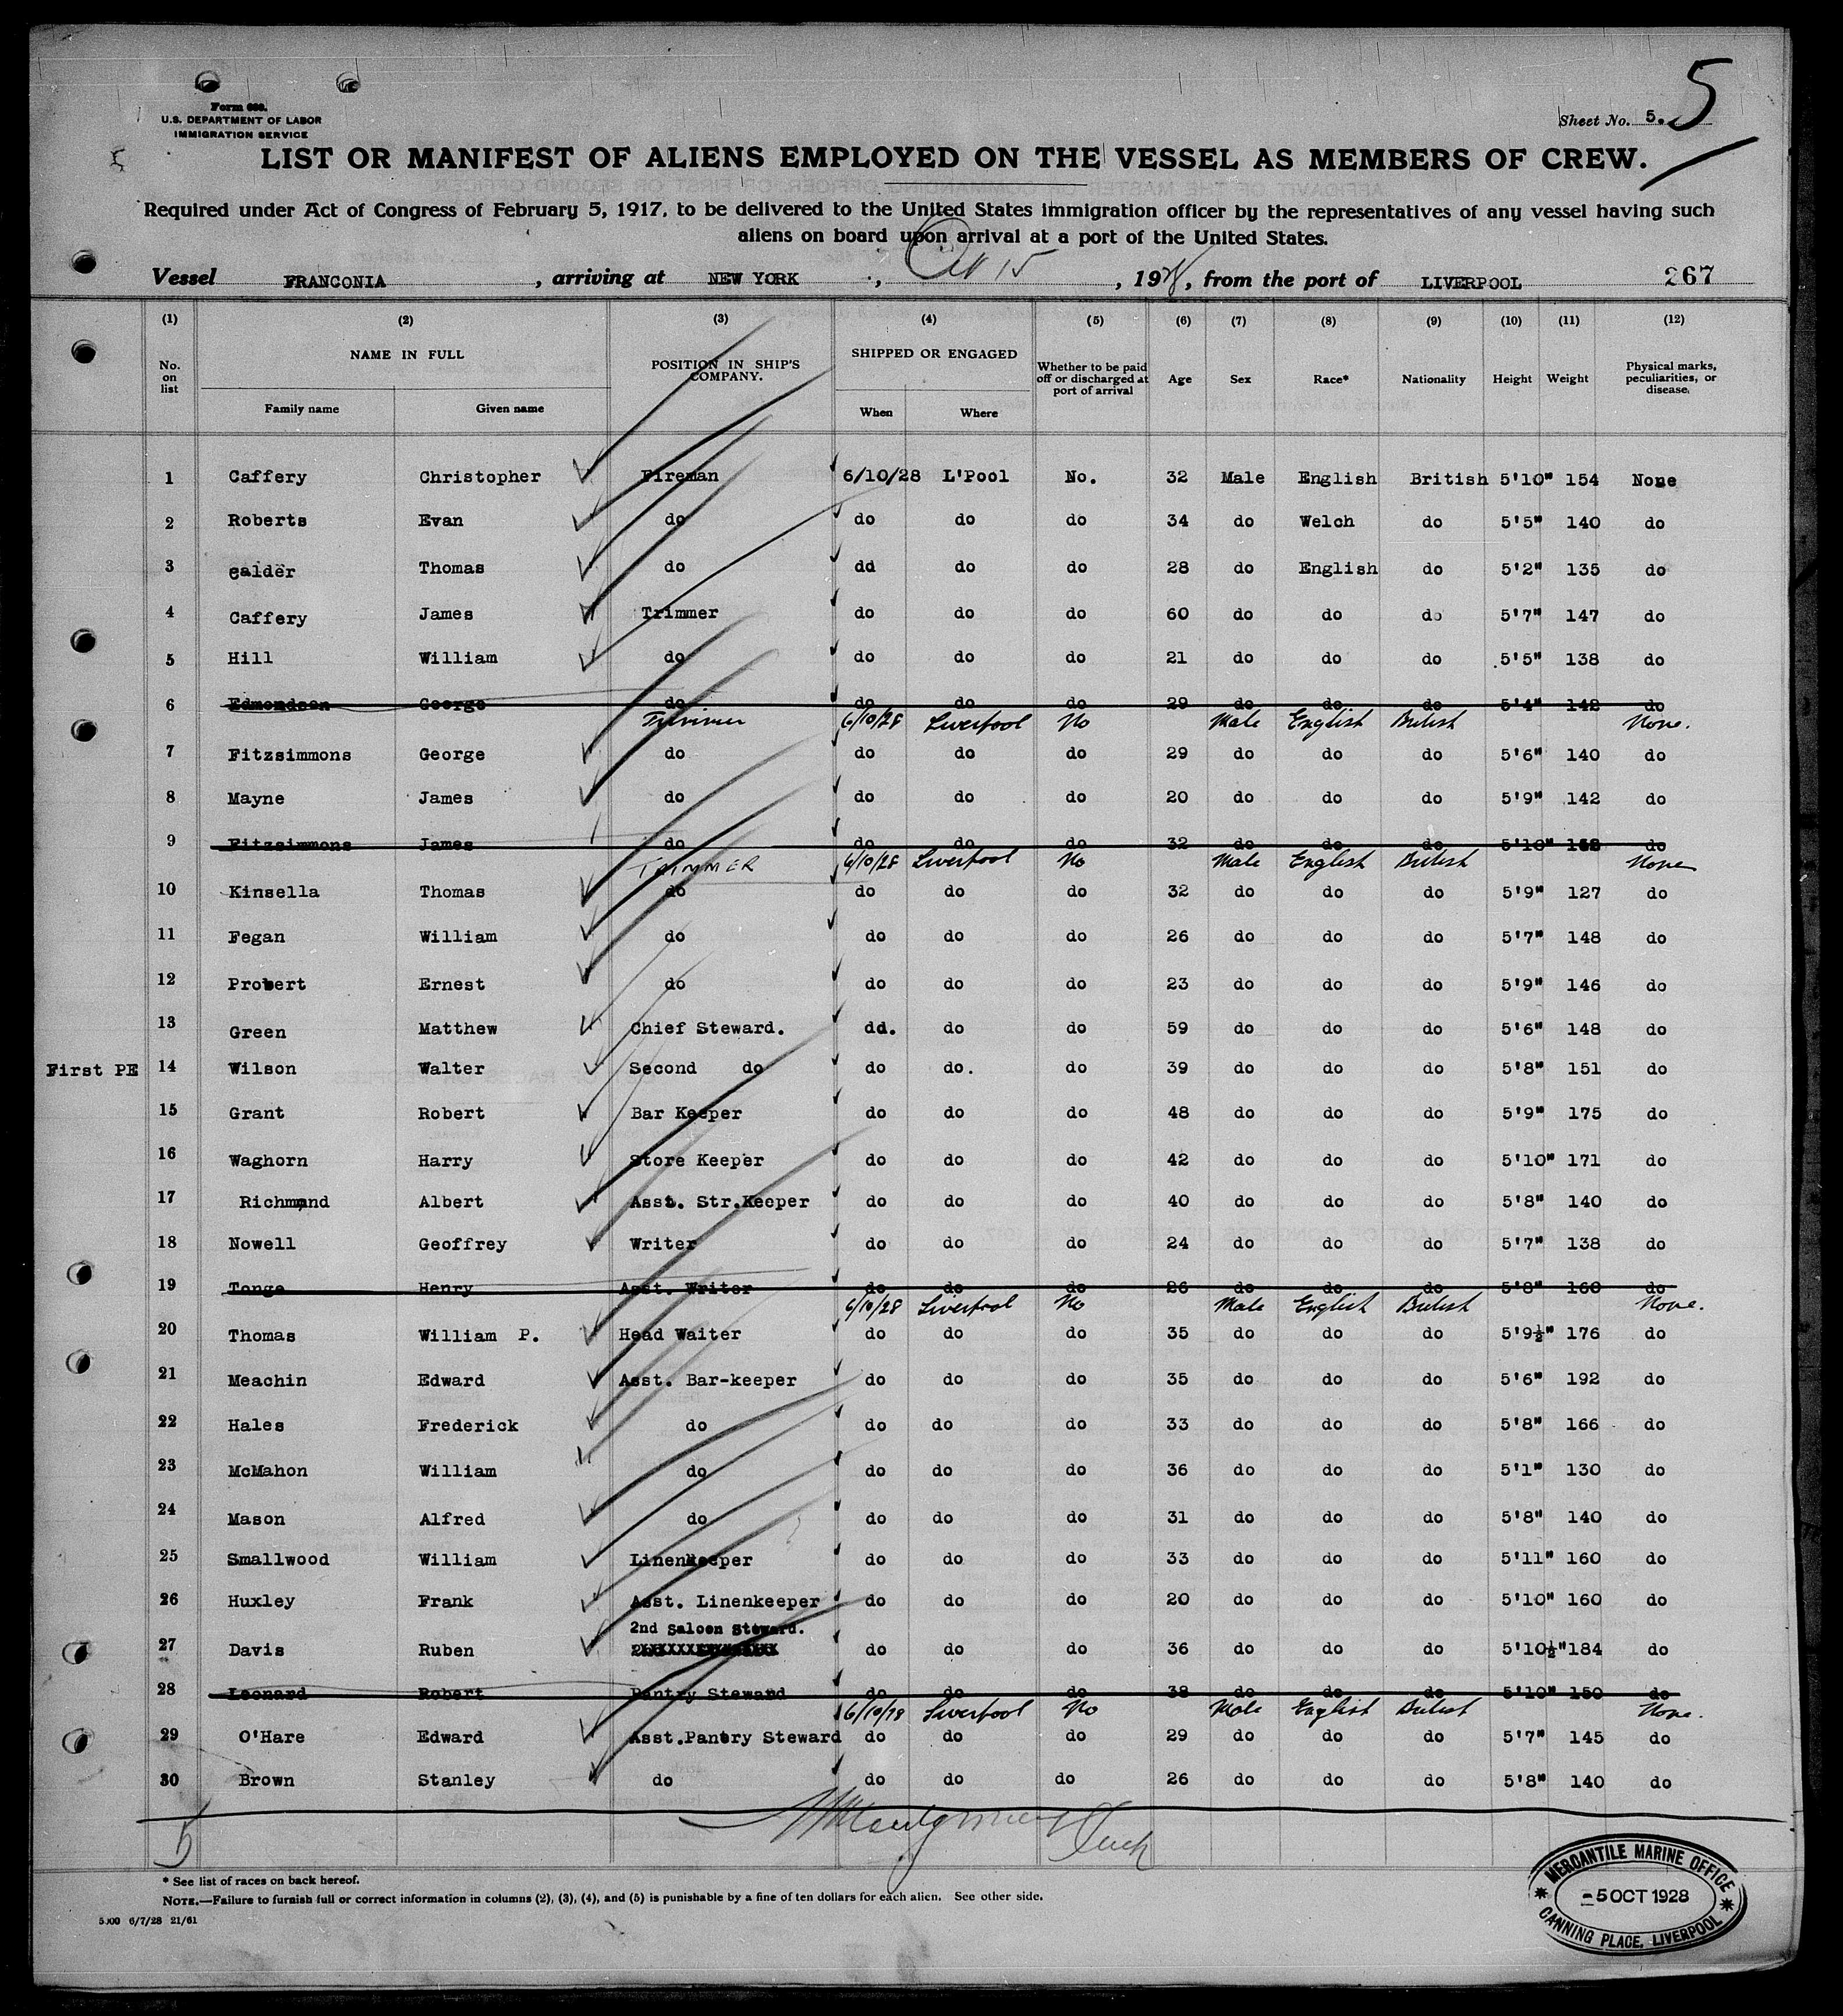 Form 680.
U.S. DEPARTMENT OF LABOR
IMMIGRATION SERVICE
Sheet No. 5. 5
LIST OR MANIFEST OF ALIENS EMPLOYED ON THE VESSEL AS MEMBERS OF CREW.
Required under Act of Congress of February 5, 1917, to be delivered to the United States immigration officer by the representatives of any vessel having such
aliens on board upon arrival at a port of the United States.
Vessel FRANCONIA, arriving at NEW YORK, Oct 15, 1928, from the port of LIVERPOOL 267
(1) (2) (3) (4) (5) (6) (7) (8) (9) (10) (11) (12)
No. on list NAME IN FULL Family name Given name POSITION IN SHIP'S COMPANY. SHIPPED OR ENGAGED When Where Whether to be paid off or discharged at port of arrival Age Sex Race* Nationality Height Weight Physical marks, peculiarities, or disease.
1 Caffery Christopher Fireman 6/10/28 L'Pool No. 32 Male English British 5'10" 154 None
2 Roberts Evan do do do do 34 do Welch do 5'5" 140 do
3 Calder Thomas do dd do do 28 do English do 5'2" 135 do
4 Caffery James Trimmer do do do 60 do do do 5'7" 147 do
5 Hill William do do do do 21 do do do 5'5" 138 do
6 Edmondson George do do do do 29 do do do 5'4" 142 do
Trimmer 6/10/28 Liverpool No Male English British None.
7 Fitzsimmons George do do do do 29 do do do 5'6" 140 do
8 Mayne James do do do do 20 do do do 5'9" 142 do
9 Fitzsimmons James do do do do 32 do do do 5'10" do
TRIMMER 6/10/28 Liverpool No Male English British None
10 Kinsella Thomas do do do do 32 do do do 5'9" 127 do
11 Fegan William do do do do 26 do do do 5'7" 148 do
12 Probert Ernest do do do do 23 do do do 5'9" 146 do
13 Green Matthew Chief Steward. dd. do do 59 do do do 5'6" 148 do
First PE 14 Wilson Walter Second do do do. do 39 do do do 5'8" 151 do
15 Grant Robert Bar Keeper do do do 48 do do do 5'9" 175 do
16 Waghorn Harry Store Keeper do do do 42 do do do 5'10" 171 do
17 Richmond Albert Asst. Str.Keeper do do do 40 do do do 5'8" 140 do
18 Nowell Geoffrey Writer do do do 24 do do do 5'7" 138 do
19 Tonge Henry Asst. Writer do do do 26 do do do 5'8" 160 do
6/10/28 Liverpool No Male English British None.
20 Thomas William P. Head Waiter do do do 35 do do do 5'9½" 176 do
21 Meachin Edward Asst. Bar-keeper do do do 35 do do do 5'6" 192 do
22 Hales Frederick do do do do 33 do do do 5'8" 166 do
23 McMahon William do do do do 36 do do do 5'1" 130 do
24 Mason Alfred do do do do 31 do do do 5'8" 140 do
25 Smallwood William Linenkeeper do do do 33 do do do 5'11" 160 do
26 Huxley Frank Asst. Linenkeeper do do do 20 do do do 5'10" 160 do
2nd Saloon Steward.
27 Davis Ruben do do do 36 do do do 5'10½" 184 do
28 Leonard Robert Pantry Steward do do do 38 do do do 5'10" 150 do
6/10/28 Liverpool No Male English British None.
29 O'Hare Edward Asst.Pantry Steward do do do 29 do do do 5'7" 145 do
30 Brown Stanley do do do do 26 do do do 5'8" 140 do
5
* See list of races on back hereof.
NOTE.—Failure to furnish full or correct information in columns (2), (3), (4), and (5) is punishable by a fine of ten dollars for each alien. See other side.
5000 6/7/28 21/61
MERCANTILE MARINE OFFICE
-5 OCT 1928
CANNING PLACE, LIVERPOOL